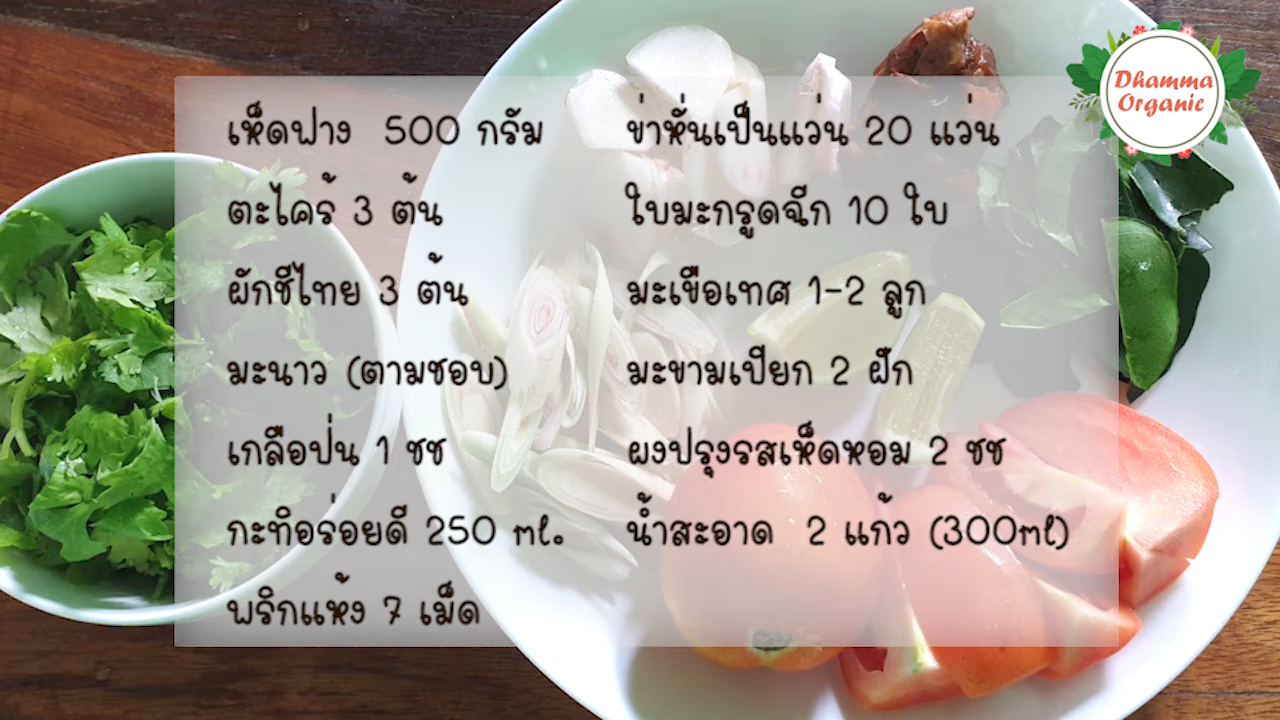 เห็ดฟาง 500 กรัม
ตะไคร้ 3 ต้น
ผักชีไทย 3 ต้น
มะนาว (ตามชอบ)
เกลือป่น 1 ชช
กะทิอร่อยดี 250 ml.
พริกแห้ง 7 เม็ด
ข่าหั่นเป็นแว่น 20 แว่น
ใบมะกรูดฉีก 10 ใบ
มะเขือเทศ 1-2 ลูก
มะขามเปียก 2 ฝัก
ผงปรุงรสเห็ดหอม 2 ชช
น้ำสะอาด 2 แก้ว (300ml)
Dhamma
Organic